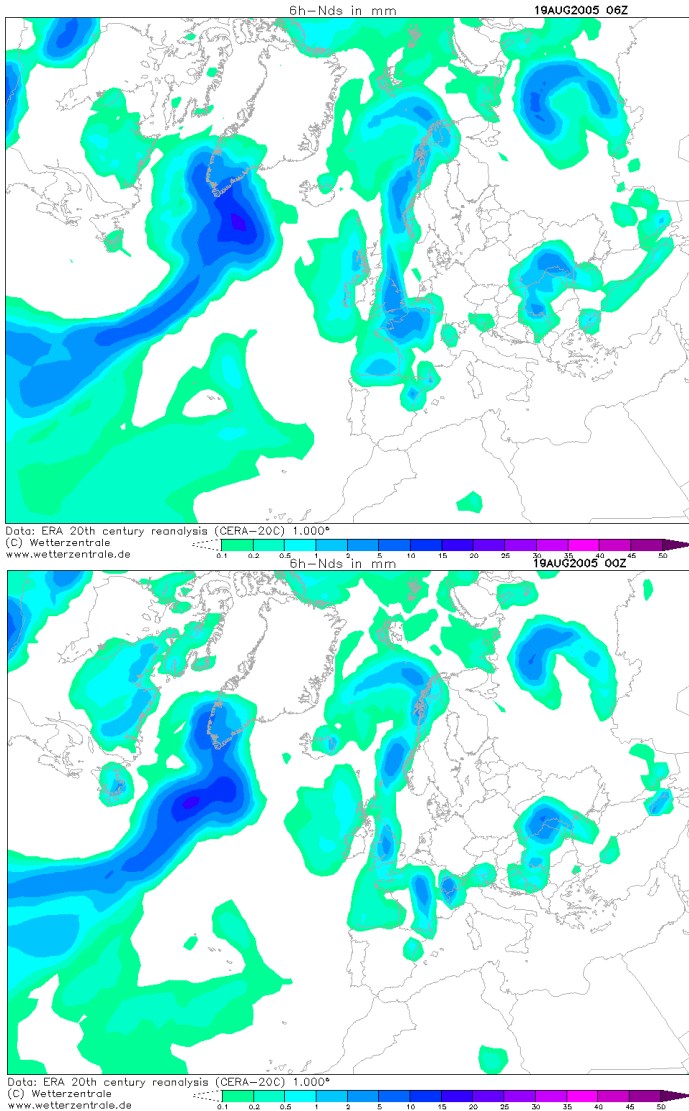 6h-Nds in mm 19AUG2005 06Z
Data: ERA 20th century reanalysis (CERA-20C) 1.000°
(C) Wetterzentrale
www.wetterzentrale.de
0.1 0.2 0.5 1 2 5 10 15 20 25 30 35 40 45 50
6h-Nds in mm 19AUG2005 00Z
Data: ERA 20th century reanalysis (CERA-20C) 1.000°
(C) Wetterzentrale
www.wetterzentrale.de
0.1 0.2 0.5 1 2 5 10 15 20 25 30 35 40 45 50